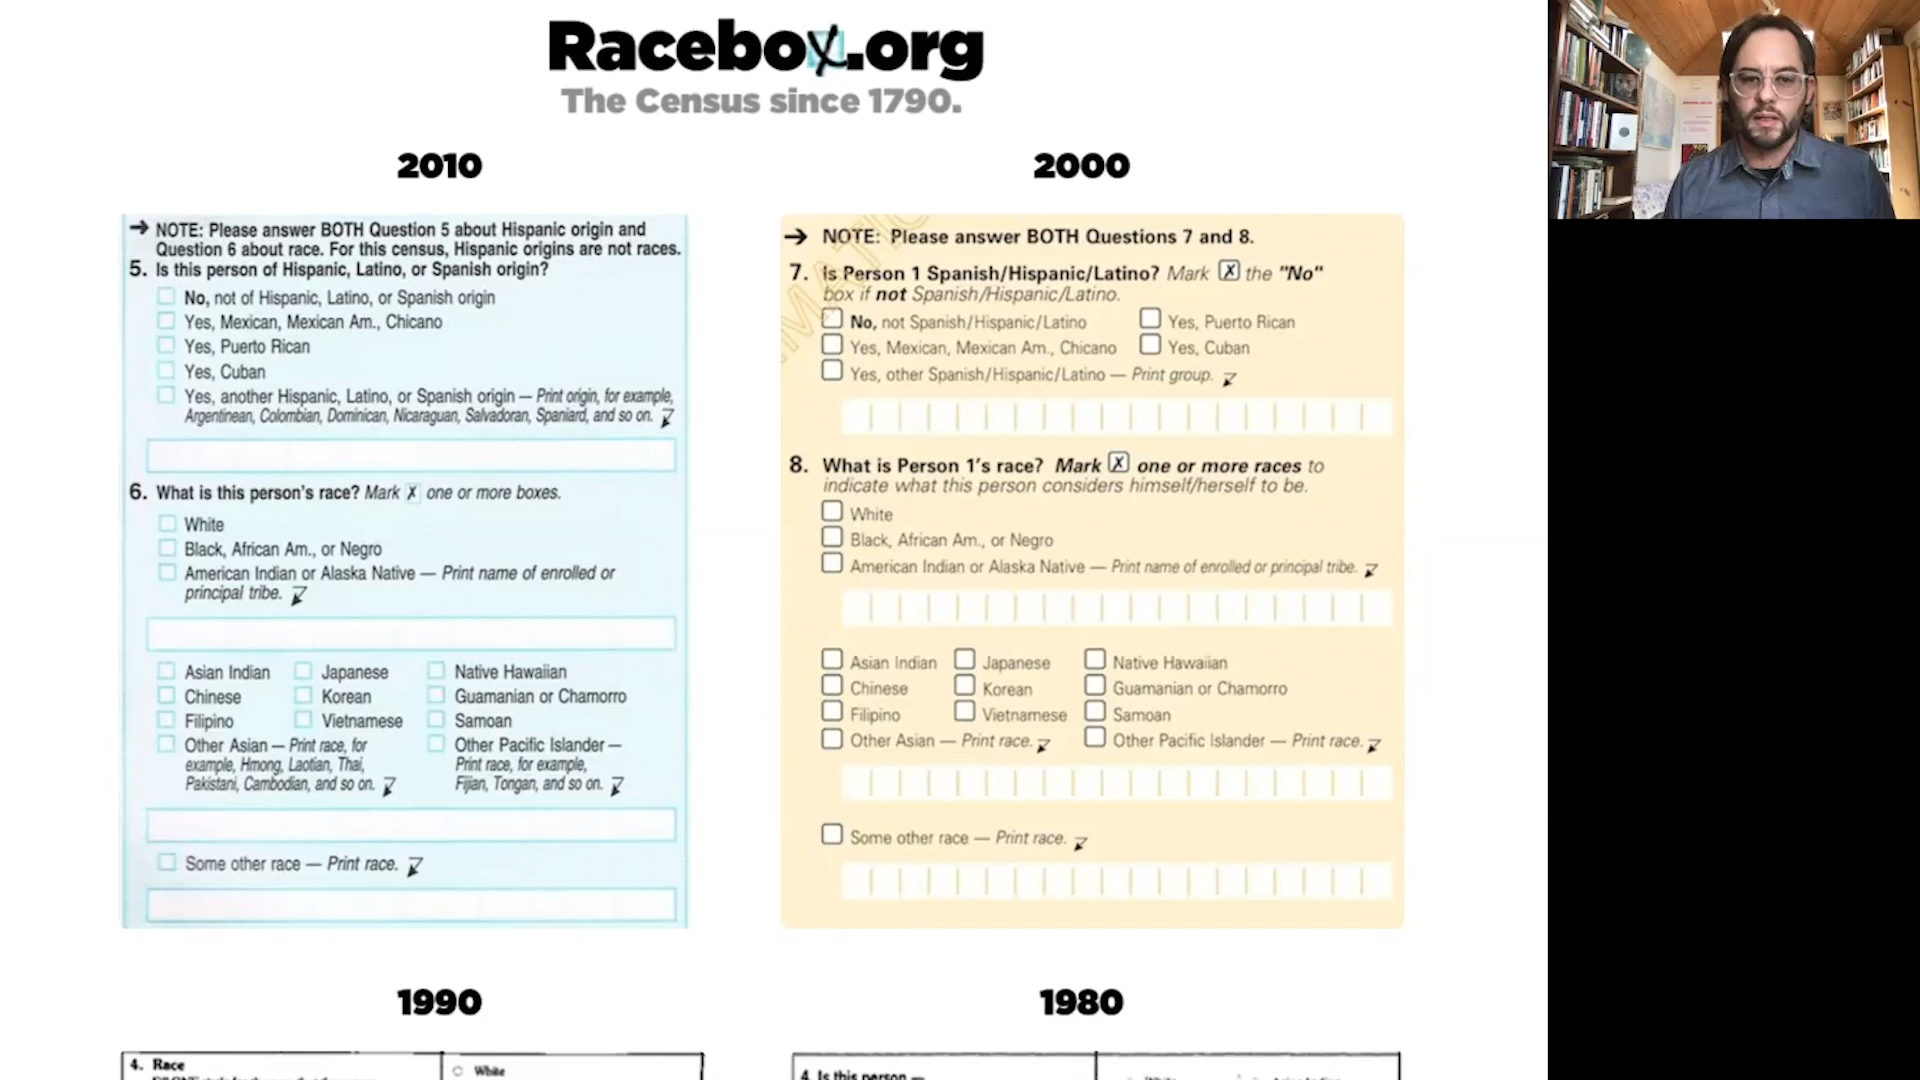 Racebox.org
The Census since 1790.
2010
→ NOTE: Please answer BOTH Question 5 about Hispanic origin and
Question 6 about race. For this census, Hispanic origins are not races.
5. Is this person of Hispanic, Latino, or Spanish origin?
No, not of Hispanic, Latino, or Spanish origin
Yes, Mexican, Mexican Am., Chicano
Yes, Puerto Rican
Yes, Cuban
Yes, another Hispanic, Latino, or Spanish origin — Print origin, for example,
Argentinean, Colombian, Dominican, Nicaraguan, Salvadoran, Spaniard, and so on.
6. What is this person's race? Mark X one or more boxes.
White
Black, African Am., or Negro
American Indian or Alaska Native — Print name of enrolled or
principal tribe.
Asian Indian Japanese Native Hawaiian
Chinese Korean Guamanian or Chamorro
Filipino Vietnamese Samoan
Other Asian — Print race, for Other Pacific Islander —
example, Hmong, Laotian, Thai, Print race, for example,
Pakistani, Cambodian, and so on. Fijian, Tongan, and so on.
Some other race — Print race.
2000
→ NOTE: Please answer BOTH Questions 7 and 8.
7. Is Person 1 Spanish/Hispanic/Latino? Mark X the "No"
box if not Spanish/Hispanic/Latino.
No, not Spanish/Hispanic/Latino Yes, Puerto Rican
Yes, Mexican, Mexican Am., Chicano Yes, Cuban
Yes, other Spanish/Hispanic/Latino — Print group.
8. What is Person 1's race? Mark X one or more races to
indicate what this person considers himself/herself to be.
White
Black, African Am., or Negro
American Indian or Alaska Native — Print name of enrolled or principal tribe.
Asian Indian Japanese Native Hawaiian
Chinese Korean Guamanian or Chamorro
Filipino Vietnamese Samoan
Other Asian — Print race. Other Pacific Islander — Print race.
Some other race — Print race.
1990
4. Race
White
1980
4. Is this person —